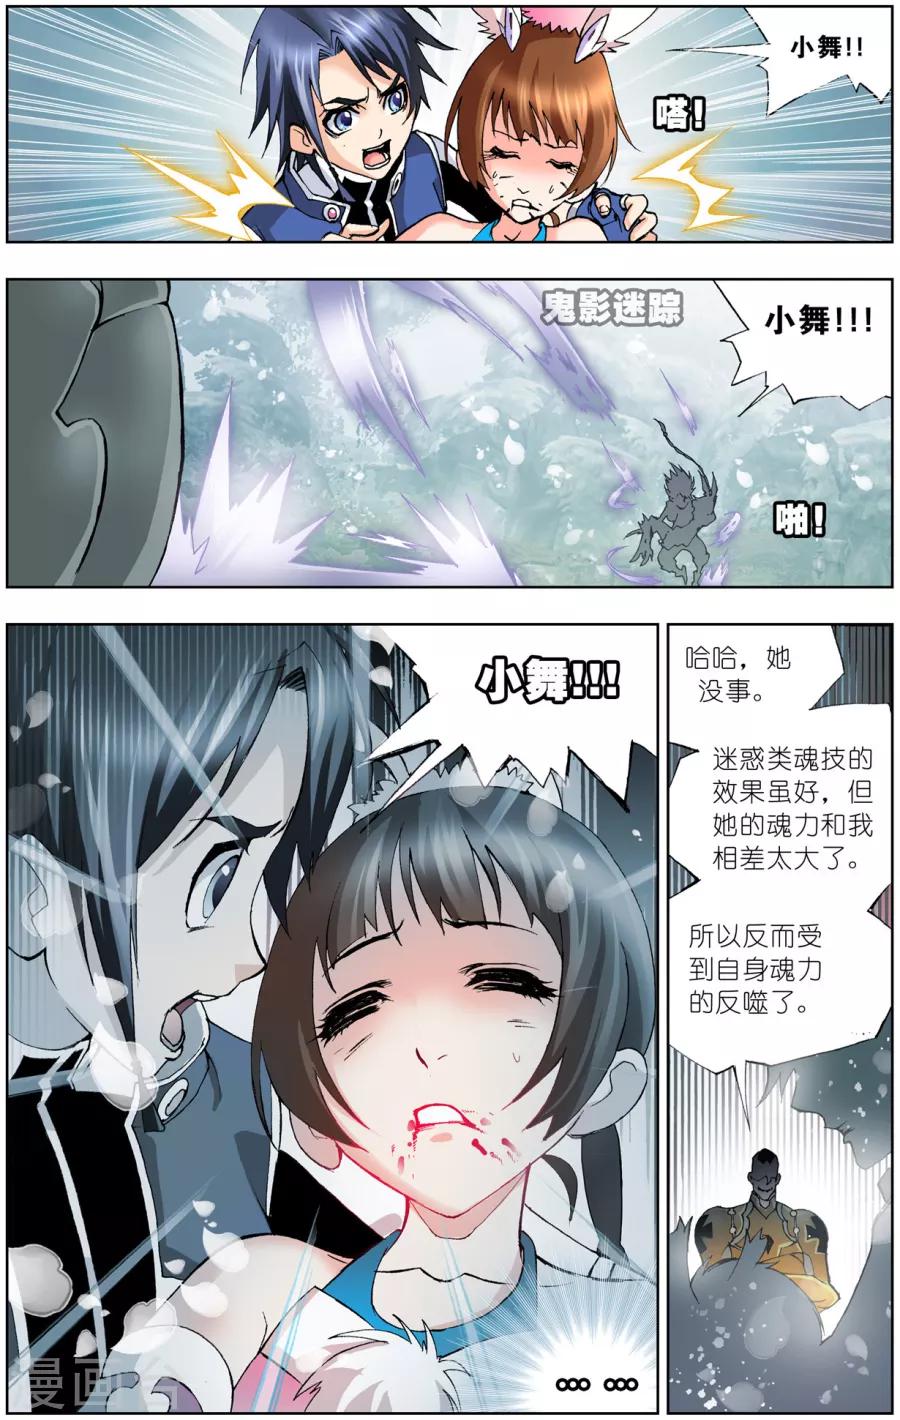 小舞!!
嗒!
鬼影迷踪
小舞!!!
啪!
小舞!!!
哈哈，她
没事。
迷惑类魂技的
效果虽好，但
她的魂力和我
相差太大了。
所以反而受
到自身魂力
的反噬了。
……
漫画台